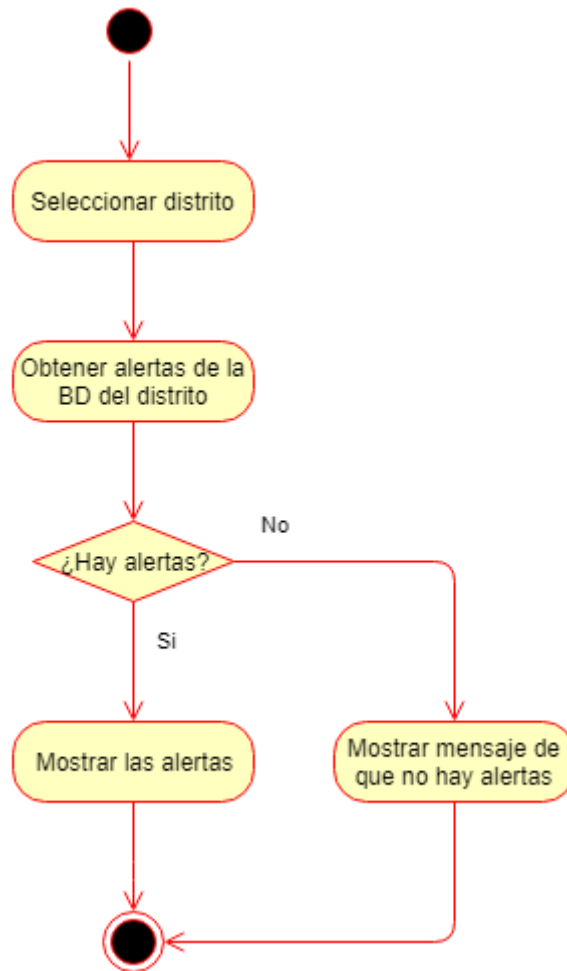 Seleccionar distrito
Obtener alertas de la
BD del distrito
No
¿Hay alertas?
Si
Mostrar las alertas
Mostrar mensaje de
que no hay alertas